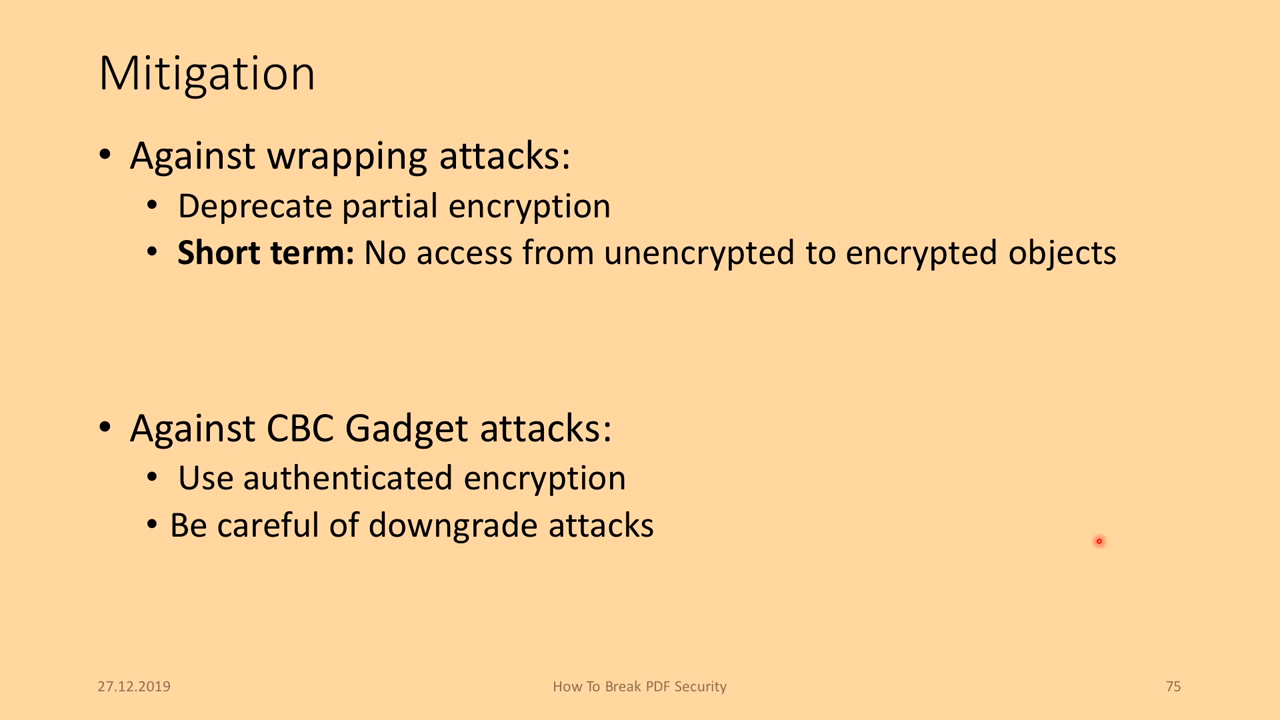 Mitigation
• Against wrapping attacks:
• Deprecate partial encryption
• Short term: No access from unencrypted to encrypted objects
• Against CBC Gadget attacks:
• Use authenticated encryption
• Be careful of downgrade attacks
27.12.2019 How To Break PDF Security 75